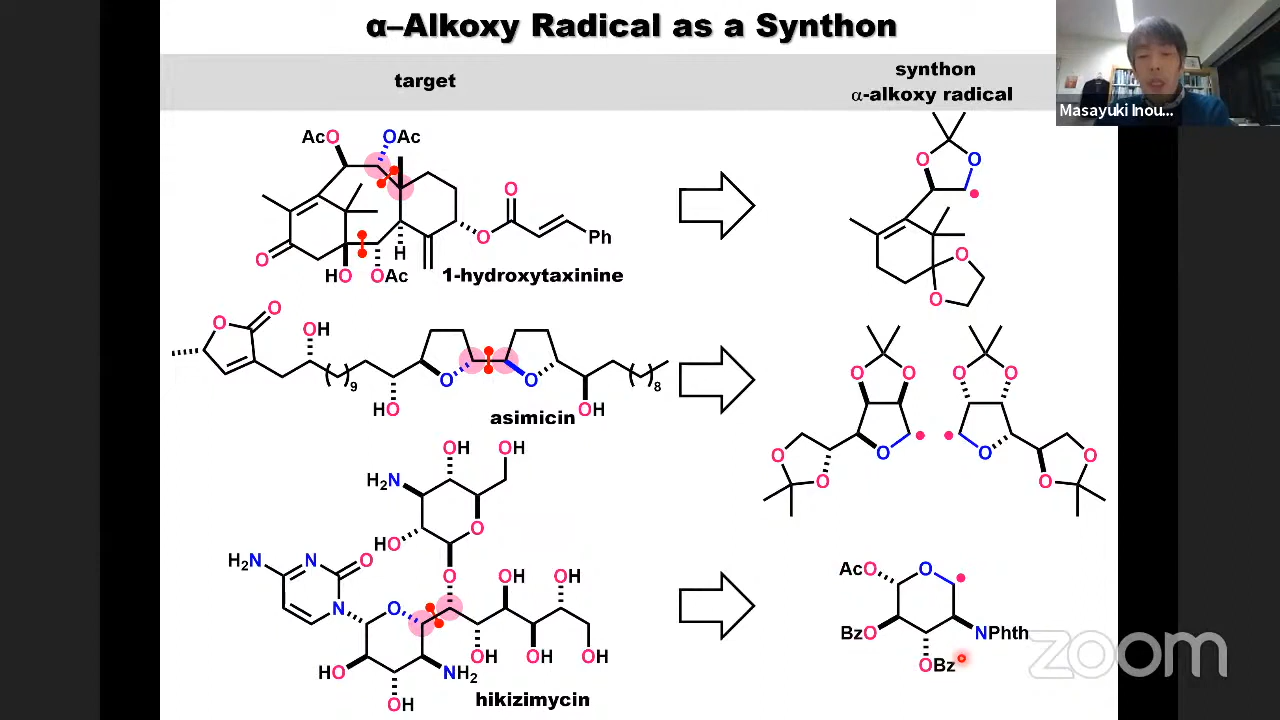 α–Alkoxy Radical as a Synthon
target
synthon
α-alkoxy radical
Masayuki Inou...
AcO
OAc
O
O
O
O
Ph
O
H
HO
OAc
1-hydroxytaxinine
O
O
O
O
O
OH
9
O
O
8
HO
OH
asimicin
O
O
O
O
O
O
O
O
O
O
OH
OH
H2N
HO
O
H2N
N
O
N
O
O
OH
OH
HO
OH
OH
OH
NH2
OH
hikizimycin
AcO
O
BzO
NPhth
OBz
zoom